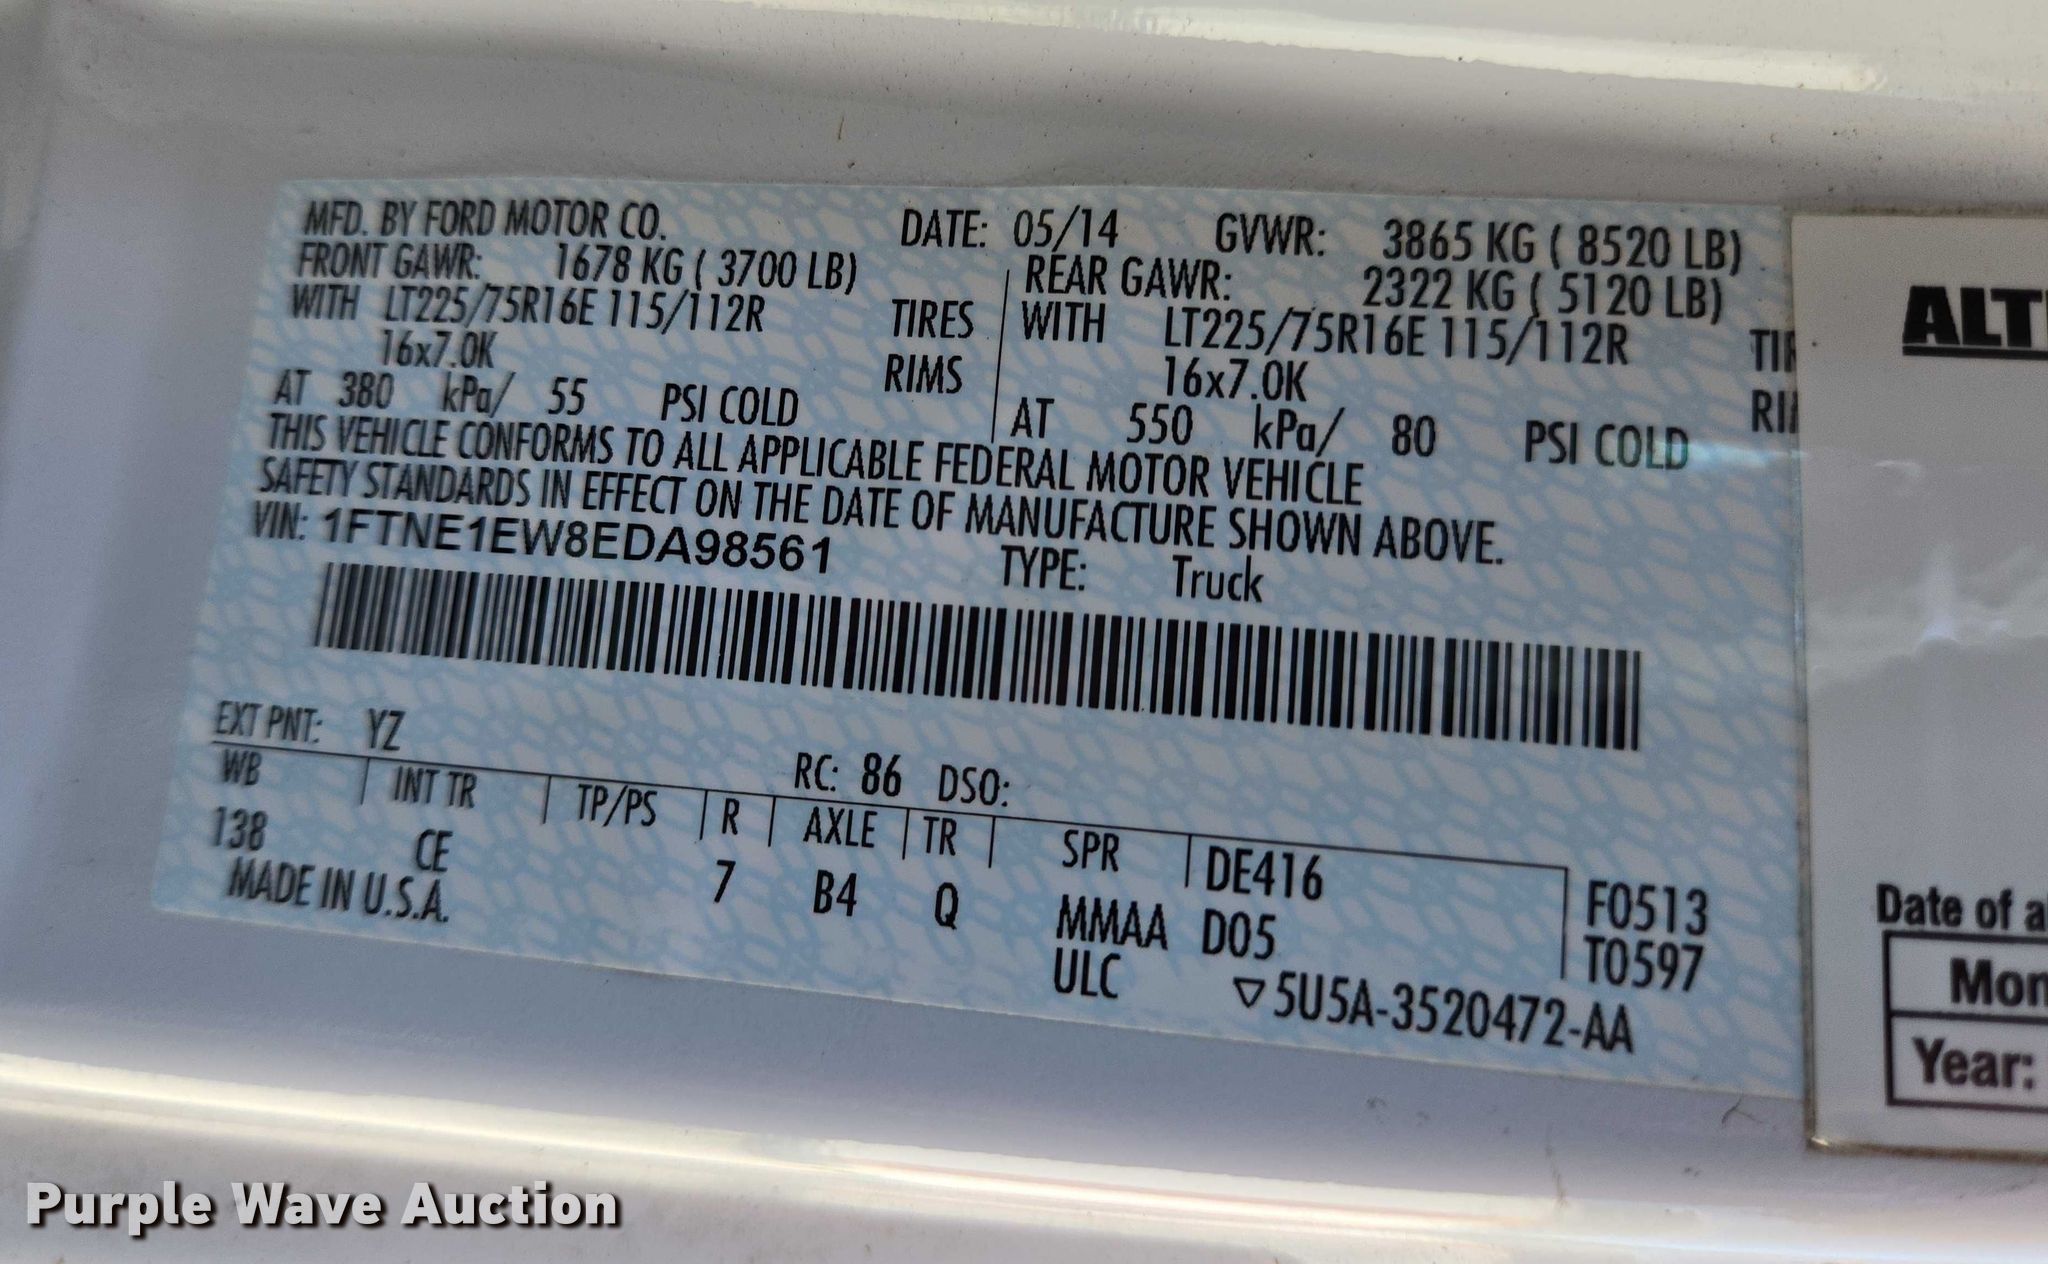 MFD. BY FORD MOTOR CO. DATE: 05/14 GVWR: 3865 KG ( 8520 LB)
FRONT GAWR: 1678 KG ( 3700 LB) REAR GAWR: 2322 KG ( 5120 LB)
WITH LT225/75R16E 115/112R TIRES WITH LT225/75R16E 115/112R TIR
16x7.0K RIMS 16x7.0K RI
AT 380 kPa/ 55 PSI COLD AT 550 kPa/ 80 PSI COLD
THIS VEHICLE CONFORMS TO ALL APPLICABLE FEDERAL MOTOR VEHICLE
SAFETY STANDARDS IN EFFECT ON THE DATE OF MANUFACTURE SHOWN ABOVE.
VIN: 1FTNE1EW8EDA98561 TYPE: Truck
EXT PNT: YZ RC: 86 DSO:
WB INT TR TP/PS R AXLE TR SPR DE416 F0513
138 CE 7 B4 Q MMAA D05 T0597
MADE IN U.S.A. ULC ▽5U5A-3520472-AA
ALT
Date of a
Mon
Year:
Purple Wave Auction